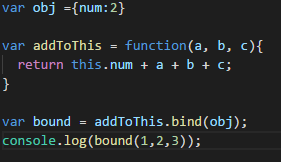 var obj ={num:2}
var addToThis = function(a, b, c){
return this.num + a + b + c;
}
var bound = addToThis.bind(obj);
console.log(bound(1,2,3));